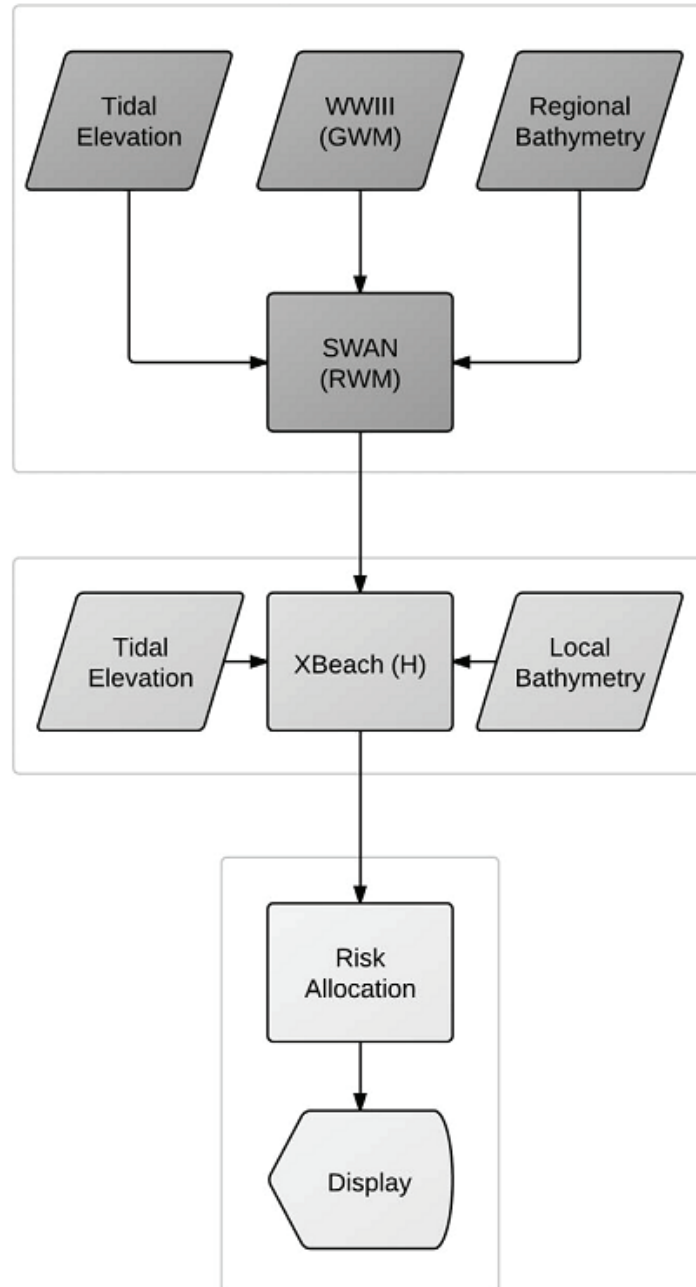 Tidal
Elevation
WWIII
(GWM)
Regional
Bathymetry
SWAN
(RWM)
Tidal
Elevation
XBeach (H)
Local
Bathymetry
Risk
Allocation
Display